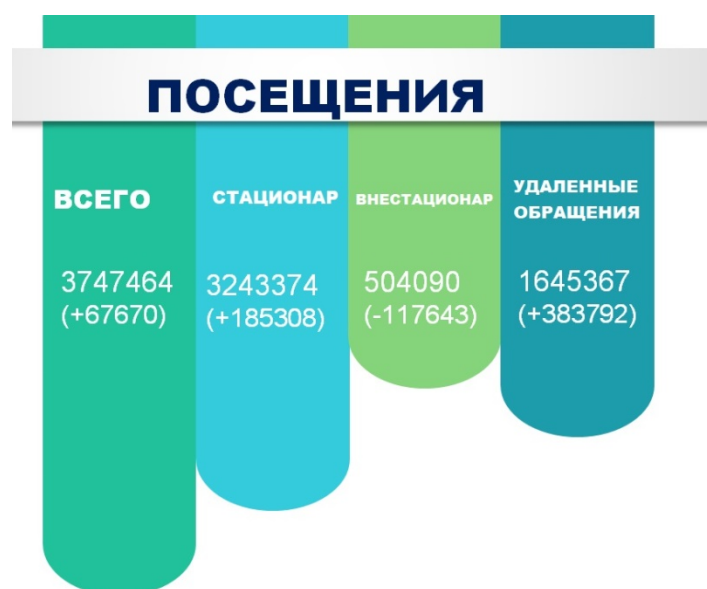 ПОСЕЩЕНИЯ
ВСЕГО
3747464
(+67670)
СТАЦИОНАР
3243374
(+185308)
ВНЕСТАЦИОНАР
504090
(-117643)
УДАЛЕННЫЕ
ОБРАЩЕНИЯ
1645367
(+383792)